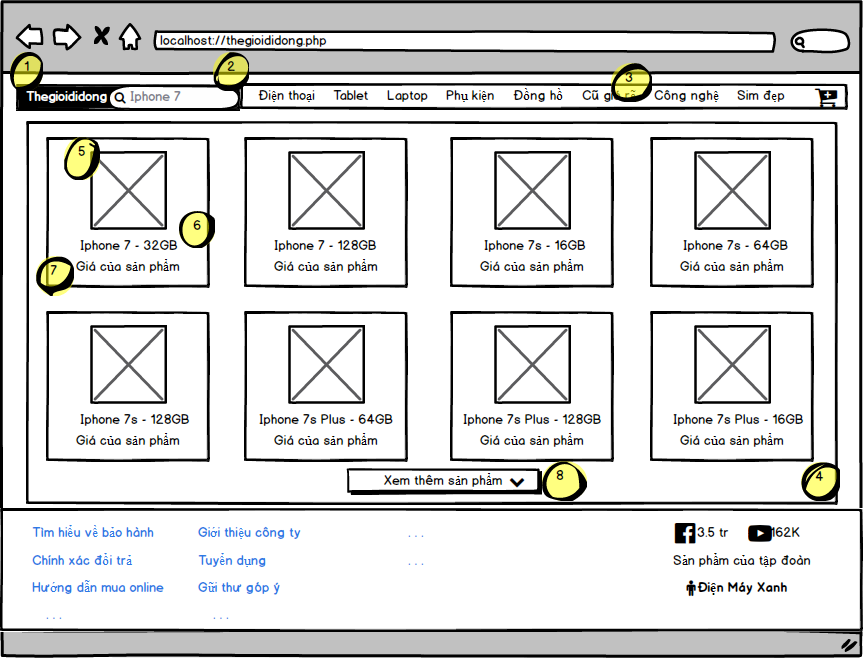 localhost://thegioididong.php
1
2
3
Thegioididong Iphone 7 Điện thoại Tablet Laptop Phụ kiện Đồng hồ Cũ giá rẽ Công nghệ Sim đẹp
5
6
Iphone 7 - 32GB Iphone 7 - 128GB Iphone 7s - 16GB Iphone 7s - 64GB
7
Giá của sản phẩm Giá của sản phẩm Giá của sản phẩm Giá của sản phẩm
Iphone 7s - 128GB Iphone 7s Plus - 64GB Iphone 7s Plus - 128GB Iphone 7s Plus - 16GB
Giá của sản phẩm Giá của sản phẩm Giá của sản phẩm Giá của sản phẩm
Xem thêm sản phẩm
8
4
Tìm hiểu về bảo hành Giới thiệu công ty . . . 3.5 tr 162K
Chính xác đổi trả Tuyển dụng . . . Sản phẩm của tập đoàn
Hướng dẫn mua online Gửi thư góp ý Điện Máy Xanh
. . . . . .